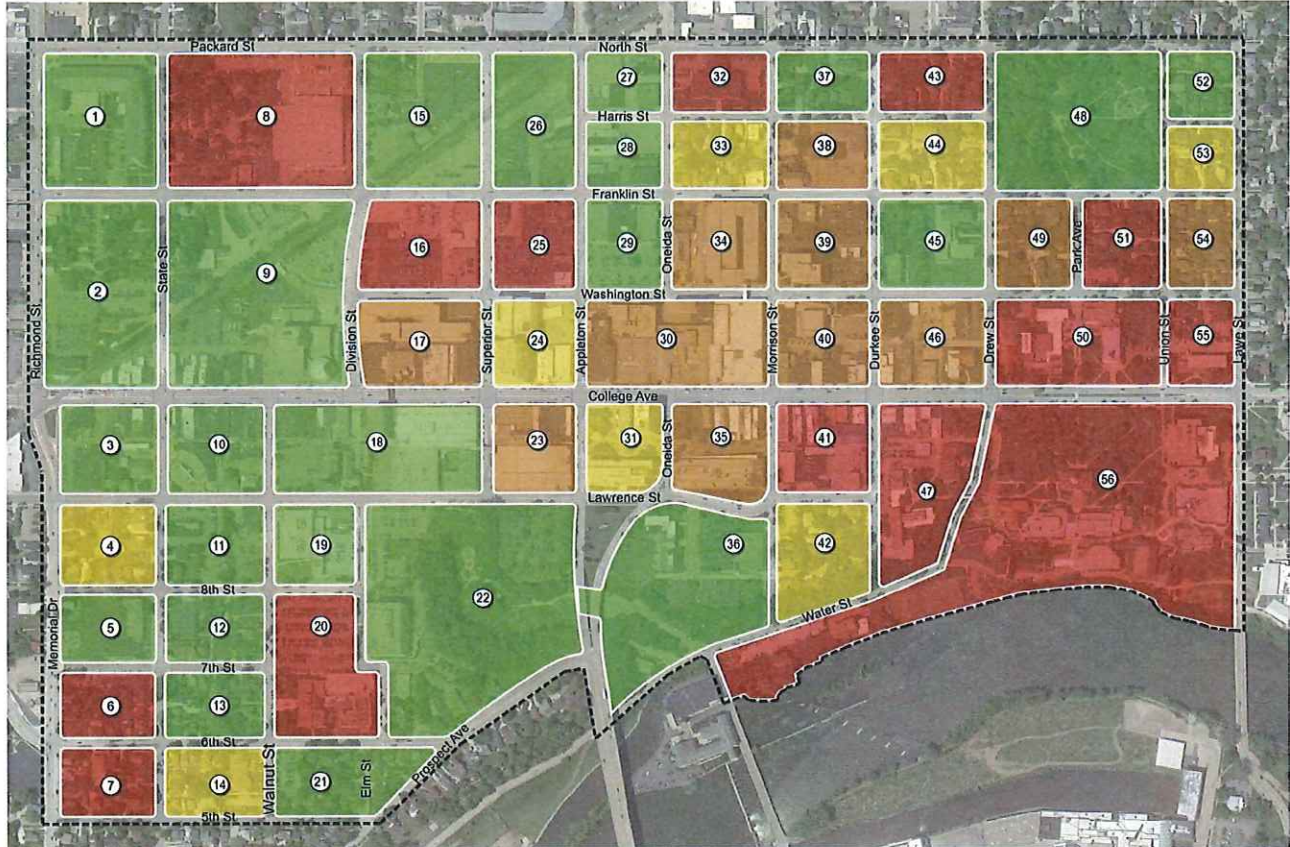 Packard St
North St
1
8
15
26
27
32
37
43
48
52
Harris St
28
33
38
44
53
Franklin St
2
State St
9
16
25
29
Oneida St
34
39
45
49
Park Ave
51
54
Richmond St
Washington St
Division St
17
Superior St
24
Appleton St
30
Morrison St
40
Durkee St
46
Drew St
50
Union St
55
Lawe St
College Ave
3
10
18
23
31
Oneida St
35
41
47
56
Lawrence St
4
11
19
22
36
42
8th St
Memorial Dr
5
12
20
Water St
7th St
6
13
6th St
7
14
Walnut St
21
Elm St
Prospect Ave
5th St